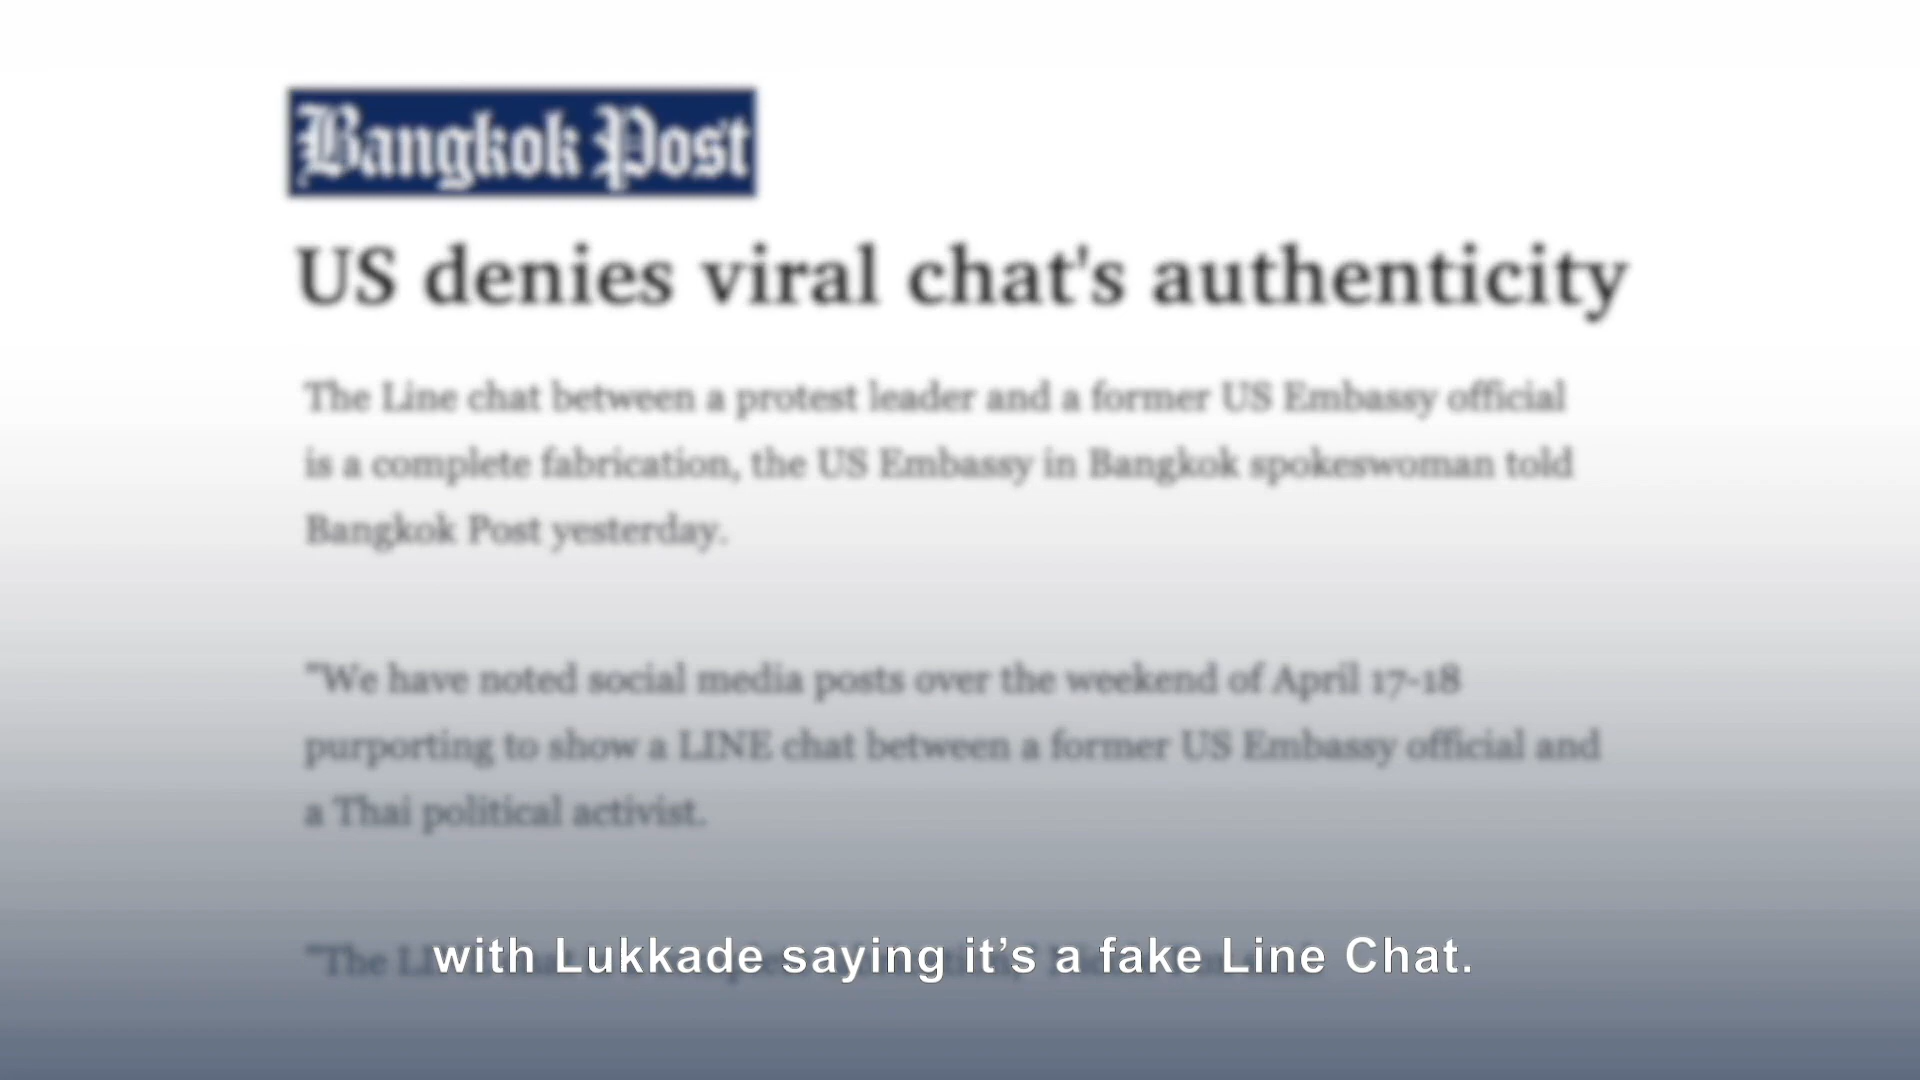 Bangkok Post
US denies viral chat's authenticity
The Line chat between a protest leader and a former US Embassy official
is a complete fabrication, the US Embassy in Bangkok spokeswoman told
Bangkok Post yesterday.
"We have noted social media posts over the weekend of April 17-18
purporting to show a LINE chat between a former US Embassy official and
a Thai political activist.
"The
with Lukkade saying it’s a fake Line Chat.